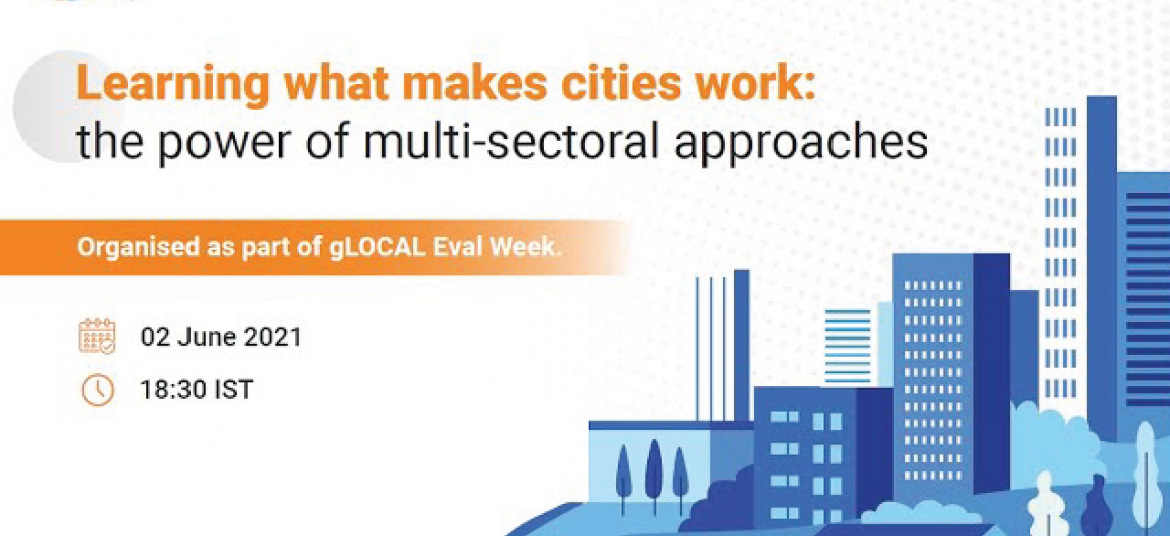 Learning what makes cities work:
the power of multi-sectoral approaches
Organised as part of gLOCAL Eval Week.
02 June 2021
18:30 IST